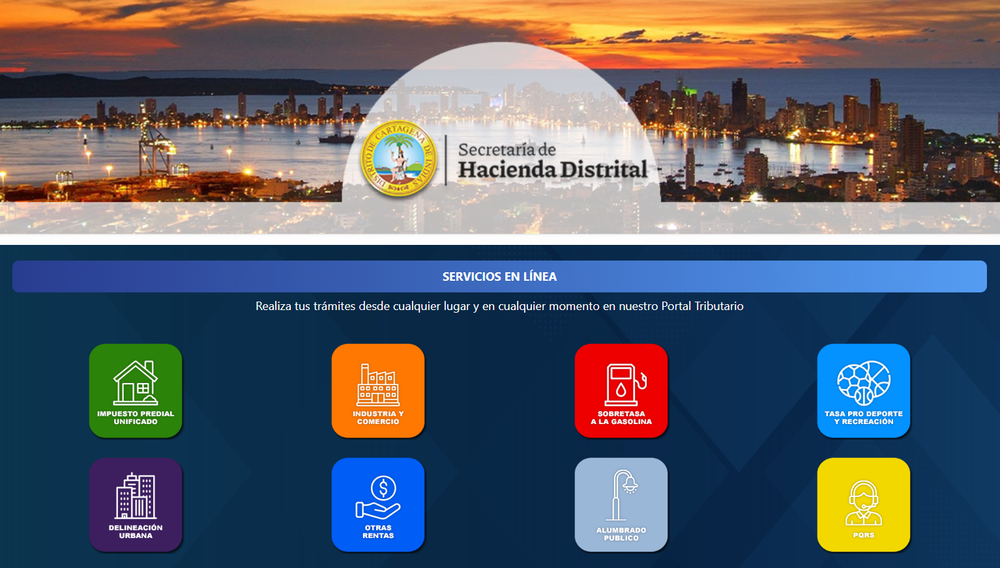 DISTRITO DE CARTAGENA DE INDIAS
Secretaría de
Hacienda Distrital
SERVICIOS EN LÍNEA
Realiza tus trámites desde cualquier lugar y en cualquier momento en nuestro Portal Tributario
IMPUESTO PREDIAL
UNIFICADO
INDUSTRIA Y
COMERCIO
SOBRETASA
A LA GASOLINA
TASA PRO DEPORTE
Y RECREACIÓN
DELINEACIÓN
URBANA
$
OTRAS
RENTAS
ALUMBRADO
PUBLICO
PQRS